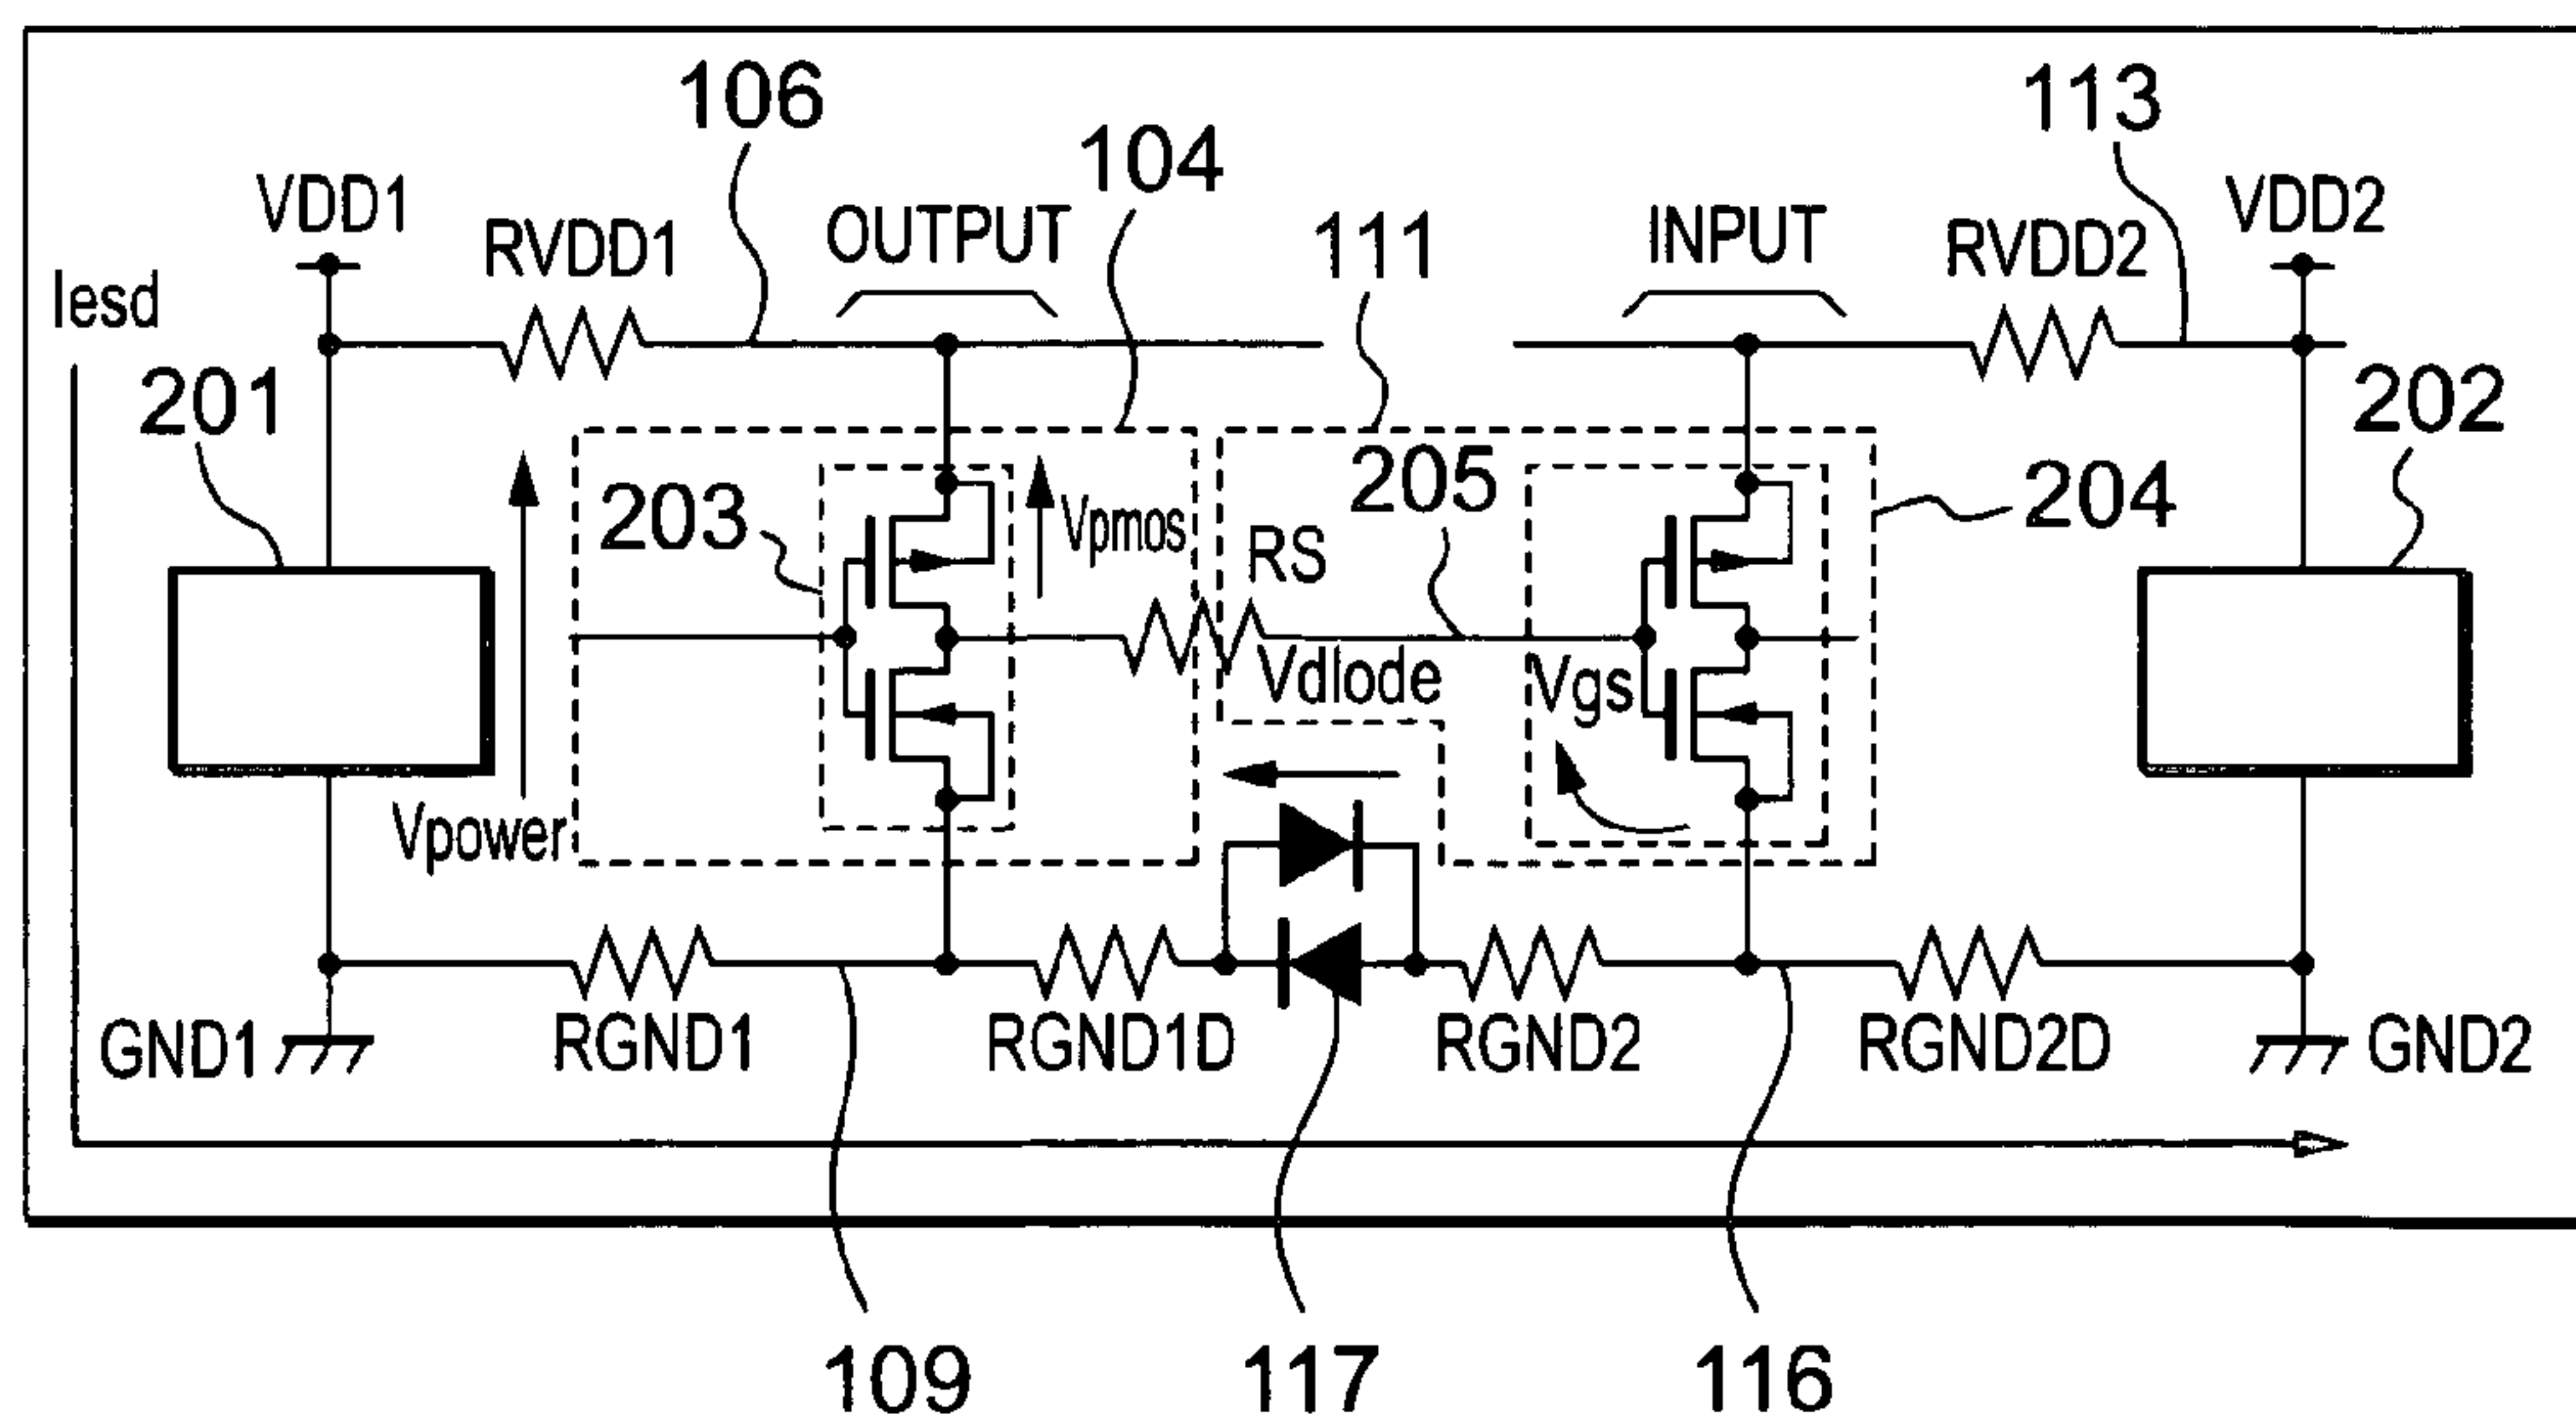 106
113
104
VDD1
VDD2
RVDD1
OUTPUT
111
INPUT
RVDD2
Iesd
201
202
203
Vpmos
205
204
RS
Vdlode
Vgs
Vpower
GND1
RGND1
RGND1D
RGND2
RGND2D
GND2
109
117
116